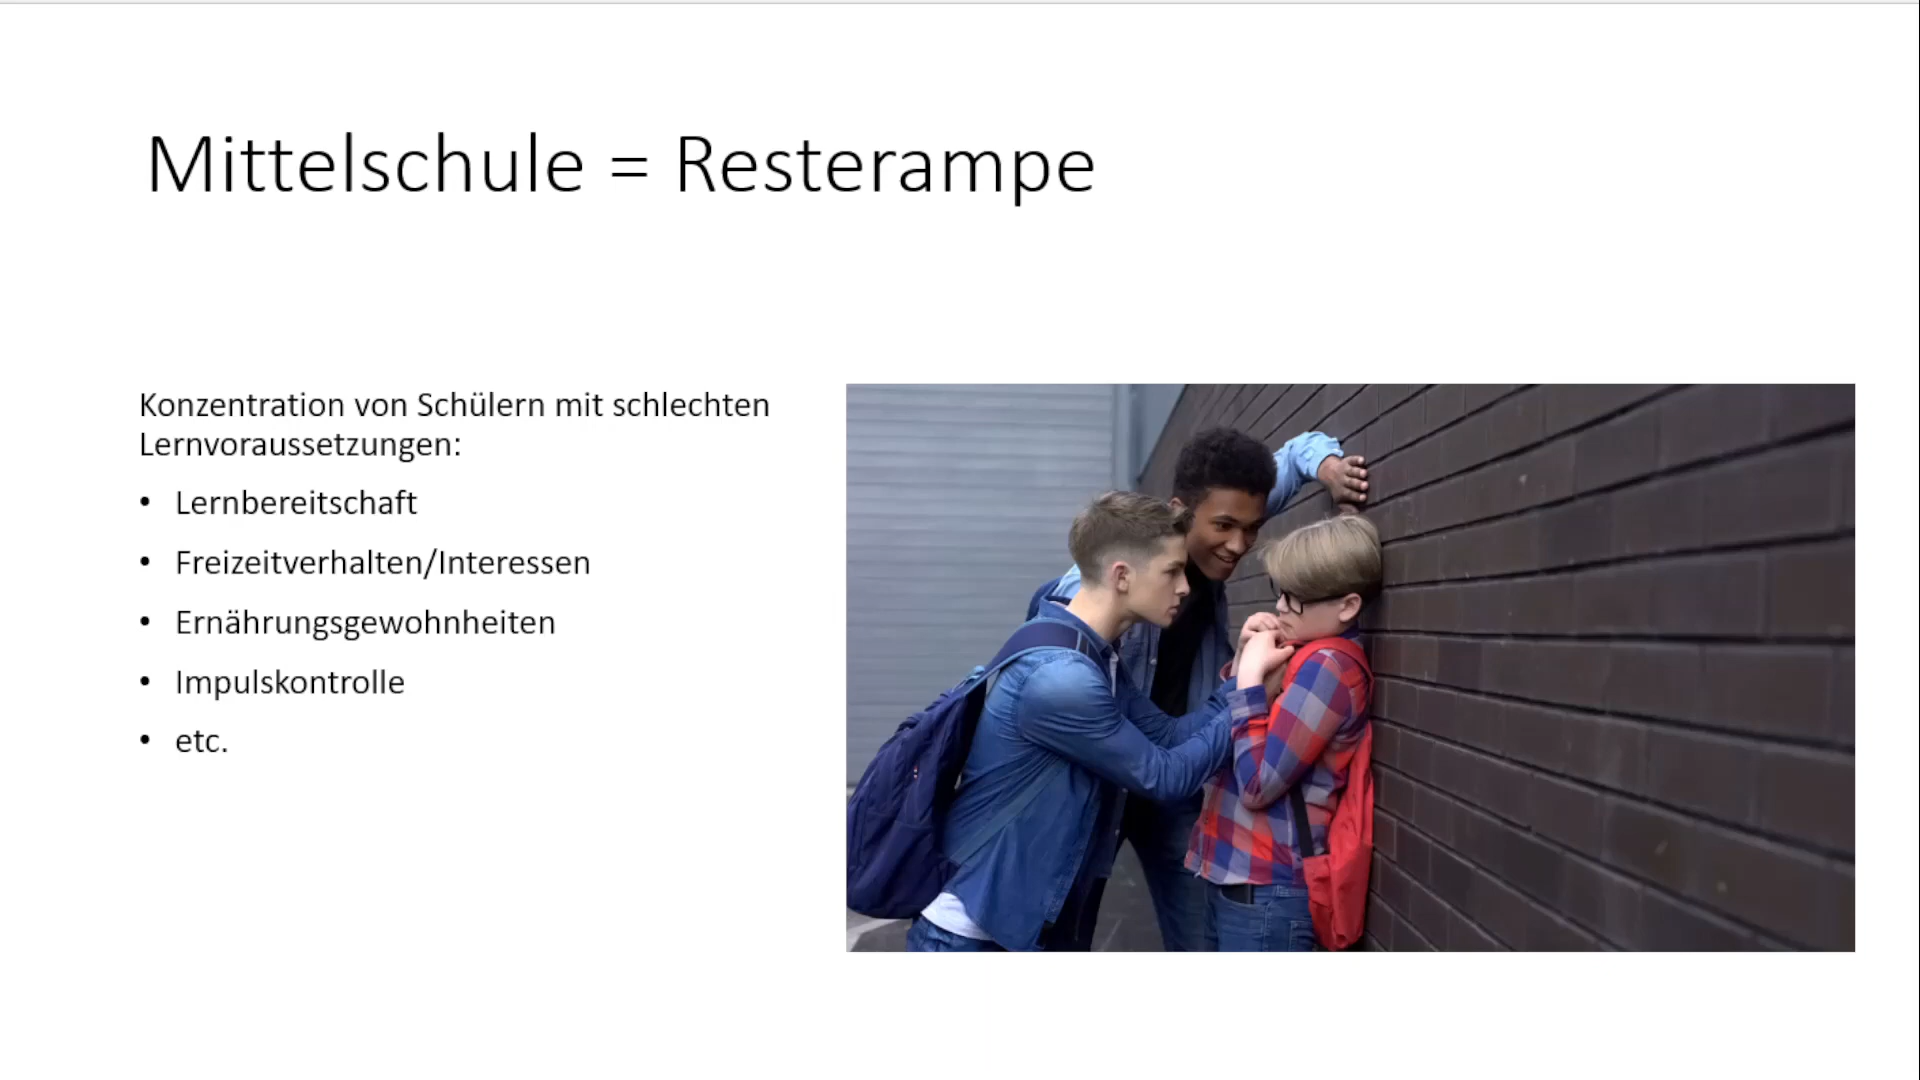 Mittelschule = Resterampe
Konzentration von Schülern mit schlechten
Lernvoraussetzungen:
• Lernbereitschaft
• Freizeitverhalten/Interessen
• Ernährungsgewohnheiten
• Impulskontrolle
• etc.